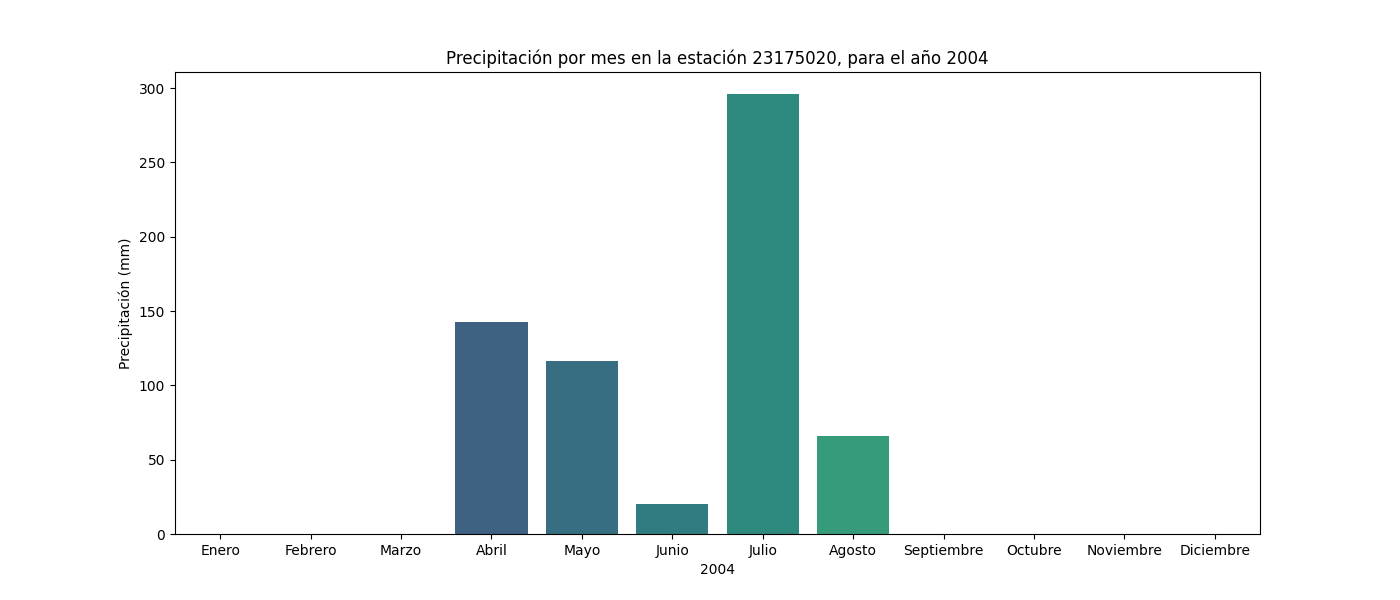 Precipitación por mes en la estación 23175020, para el año 2004
Precipitación (mm)
300
250
200
150
100
50
0
Enero Febrero Marzo Abril Mayo Junio Julio Agosto Septiembre Octubre Noviembre Diciembre
2004